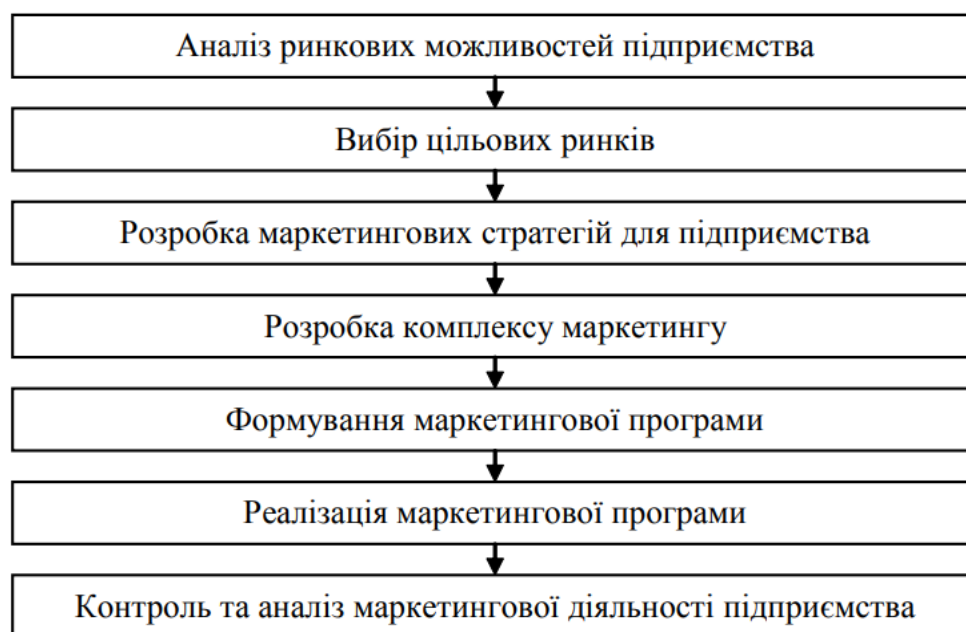 Аналіз ринкових можливостей підприємства
Вибір цільових ринків
Розробка маркетингових стратегій для підприємства
Розробка комплексу маркетингу
Формування маркетингової програми
Реалізація маркетингової програми
Контроль та аналіз маркетингової діяльності підприємства